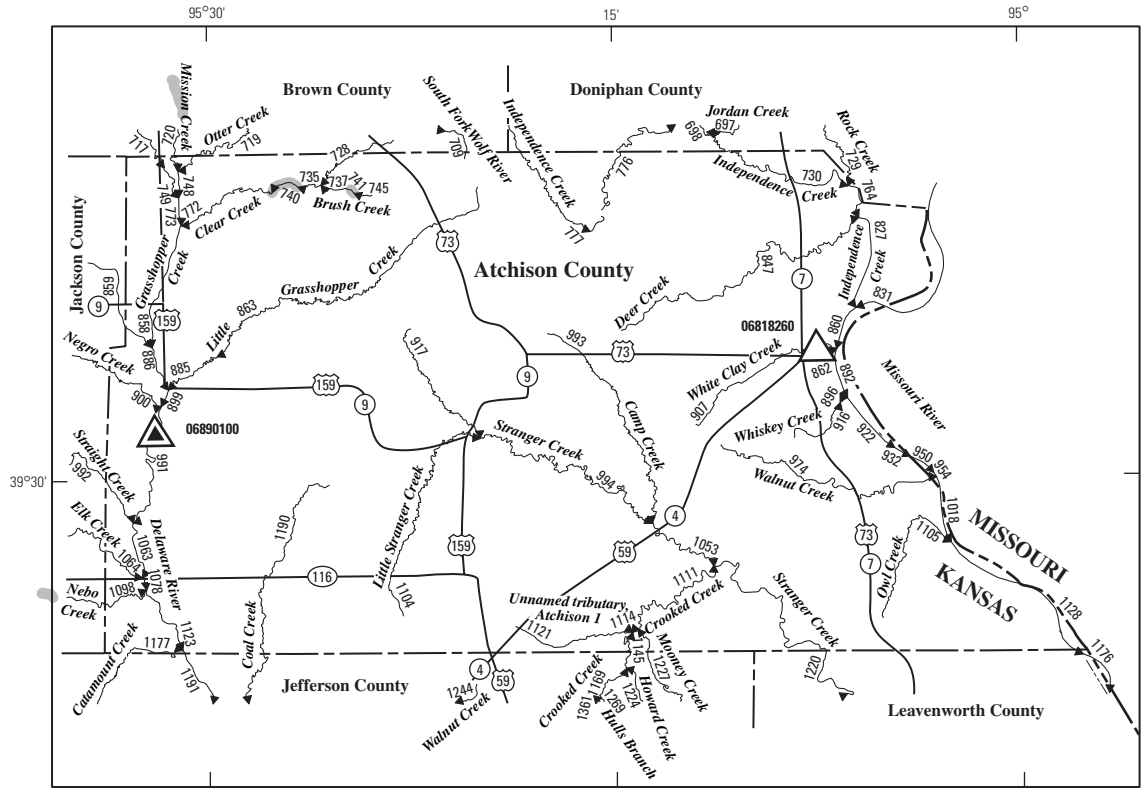 95° 30'
15'
95°
Brown County
Doniphan County
Mission Creek
Otter Creek
717
720
719
South Fork Wolf River
709
Independence Creek
Jordan Creek
697
698
Rock Creek
729
728
735
737
747
745
740
Brush Creek
748
749
773
772
Clear Creek
776
777
Independence Creek
730
764
827
Independence Creek
831
Jackson County
Grasshopper Creek
73
Atchison County
847
Deer Creek
7
859
9
858
159
Little Grasshopper Creek
863
886
885
Negro Creek
900
899
917
993
73
06818260
860
White Clay Creek
862
892
907
Missouri River
159
9
9
06890100
896
916
Whiskey Creek
922
932
950
954
Camp Creek
Stranger Creek
994
974
Walnut Creek
39° 30'
Straight Creek
992
991
1018
4
MISSOURI
KANSAS
1190
Elk Creek
1063
1064
1078
Delaware River
Little Stranger Creek
159
59
1053
73
7
1105
Owl Creek
116
1098
Nebo Creek
1104
1111
Unnamed tributary, Atchison 1
1121
1114
Crooked Creek
Stranger Creek
1128
1123
Coal Creek
1177
Catamount Creek
1191
1145
Mooney Creek
1227
1220
1176
Jefferson County
4
1244
59
Walnut Creek
Crooked Creek
1169
1361
1269
1224
Howard Creek
Hulls Branch
Leavenworth County